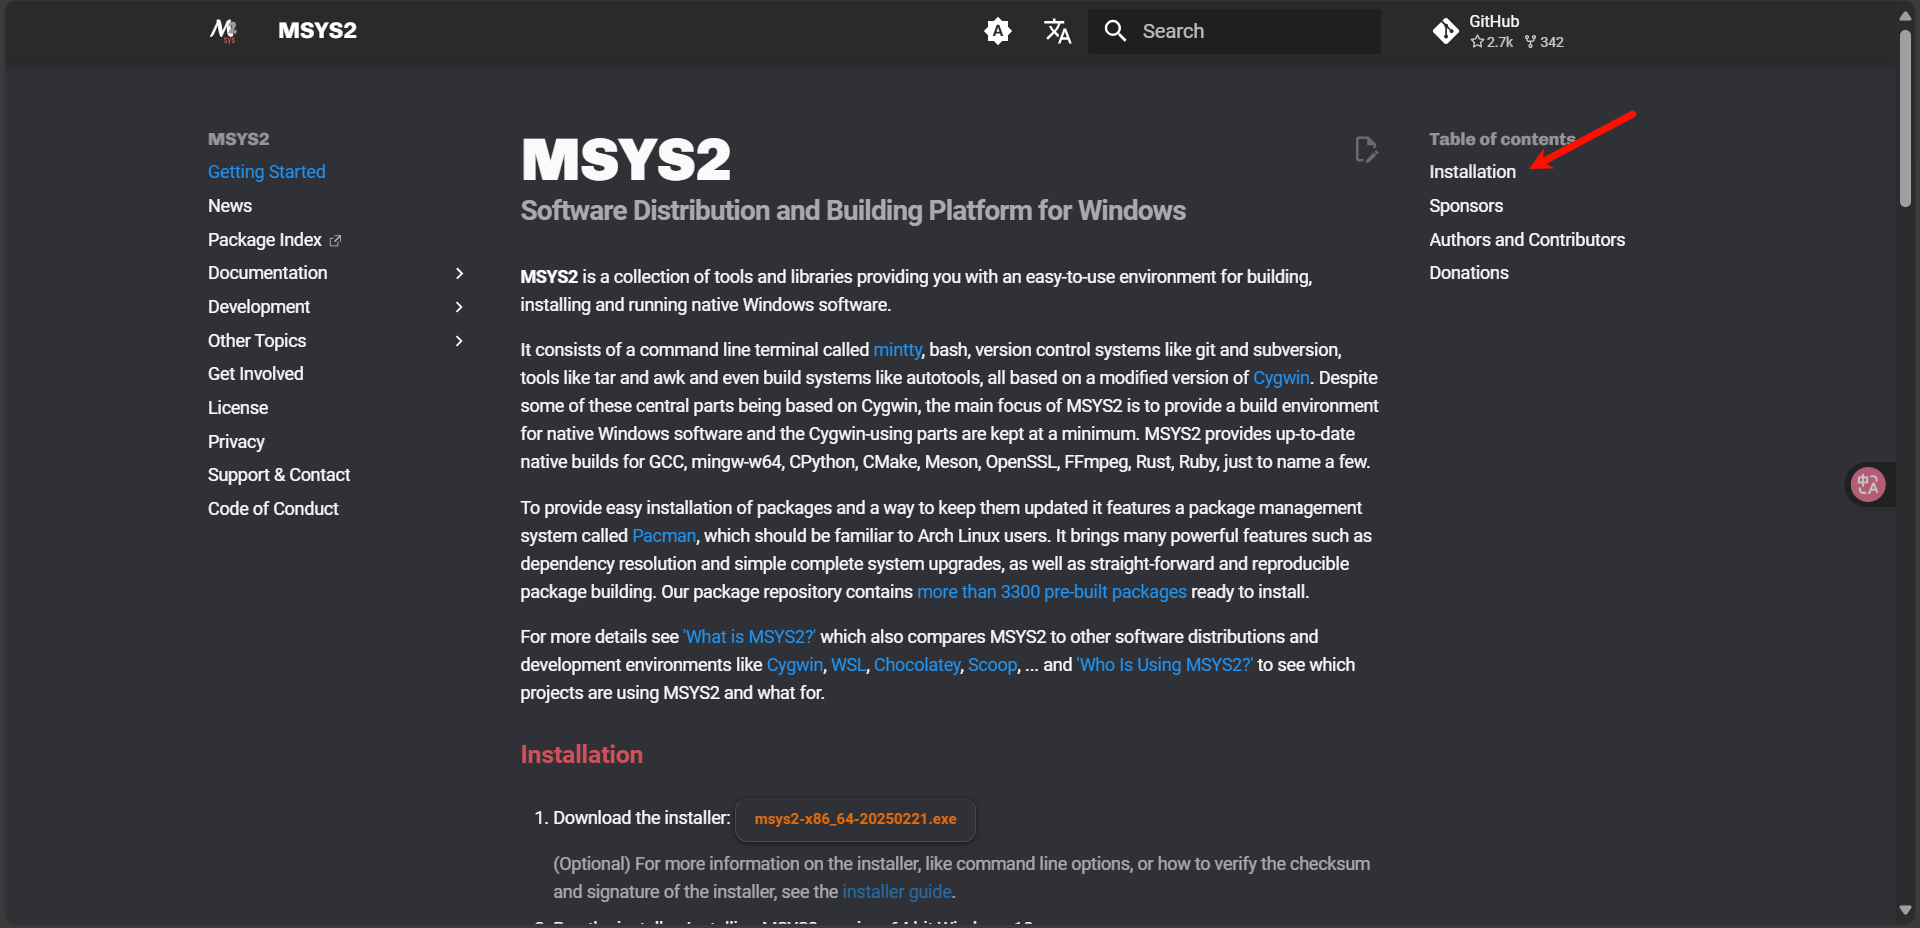 MSYS2
Search
GitHub
2.7k 342
MSYS2
Getting Started
News
Package Index
Documentation
Development
Other Topics
Get Involved
License
Privacy
Support & Contact
Code of Conduct
MSYS2
Software Distribution and Building Platform for Windows
MSYS2 is a collection of tools and libraries providing you with an easy-to-use environment for building,
installing and running native Windows software.
It consists of a command line terminal called mintty, bash, version control systems like git and subversion,
tools like tar and awk and even build systems like autotools, all based on a modified version of Cygwin. Despite
some of these central parts being based on Cygwin, the main focus of MSYS2 is to provide a build environment
for native Windows software and the Cygwin-using parts are kept at a minimum. MSYS2 provides up-to-date
native builds for GCC, mingw-w64, CPython, CMake, Meson, OpenSSL, FFmpeg, Rust, Ruby, just to name a few.
To provide easy installation of packages and a way to keep them updated it features a package management
system called Pacman, which should be familiar to Arch Linux users. It brings many powerful features such as
dependency resolution and simple complete system upgrades, as well as straight-forward and reproducible
package building. Our package repository contains more than 3300 pre-built packages ready to install.
For more details see 'What is MSYS2?' which also compares MSYS2 to other software distributions and
development environments like Cygwin, WSL, Chocolatey, Scoop, ... and 'Who Is Using MSYS2?' to see which
projects are using MSYS2 and what for.
Installation
1. Download the installer: msys2-x86_64-20250221.exe
(Optional) For more information on the installer, like command line options, or how to verify the checksum
and signature of the installer, see the installer guide.
Table of contents
Installation
Sponsors
Authors and Contributors
Donations